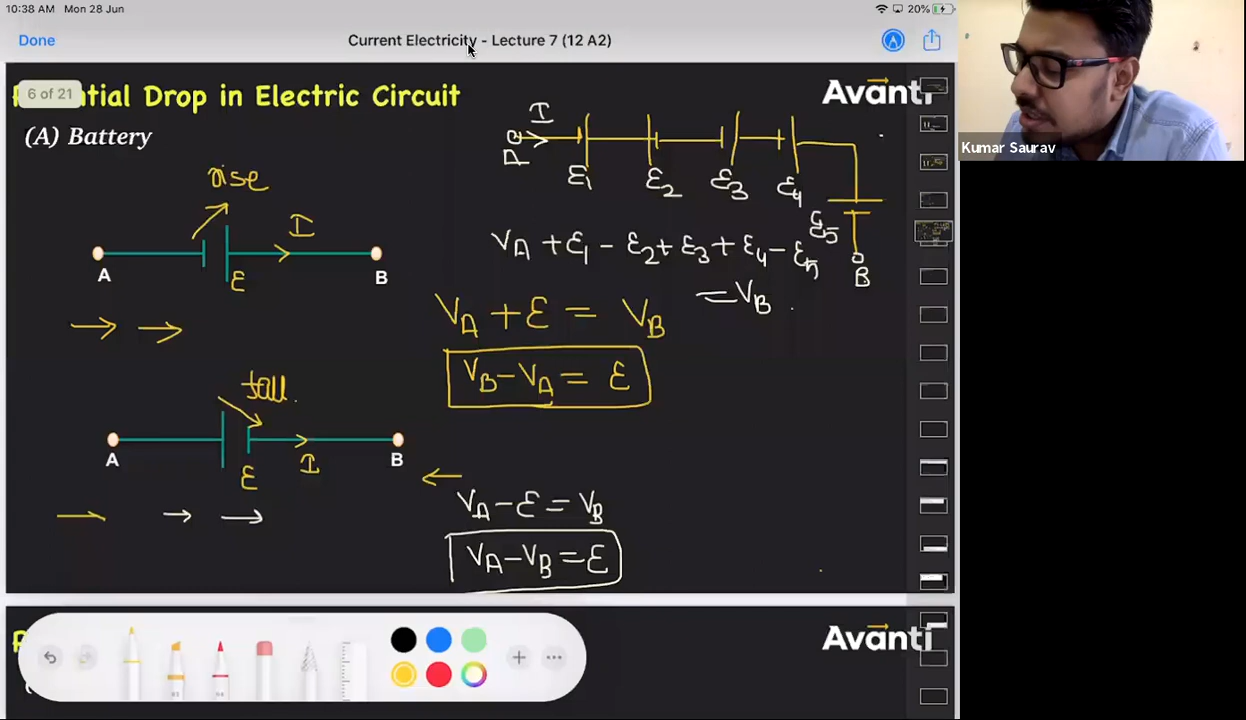 10:38 AM Mon 28 Jun
20%
Done
Current Electricity - Lecture 7 (12 A2)
6 of 21
ntial Drop in Electric Circuit
Avanti
(A) Battery
Kumar Saurav
rise
I
A
E
B
I
A
ε1
ε2
ε3
ε4
ε5
B
VA + ε1 - ε2 + ε3 + ε4 - ε5
= VB
VA + ε = VB
VB - VA = ε
fall.
A
E
I
B
VA - ε = VB
VA - VB = ε
Avanti